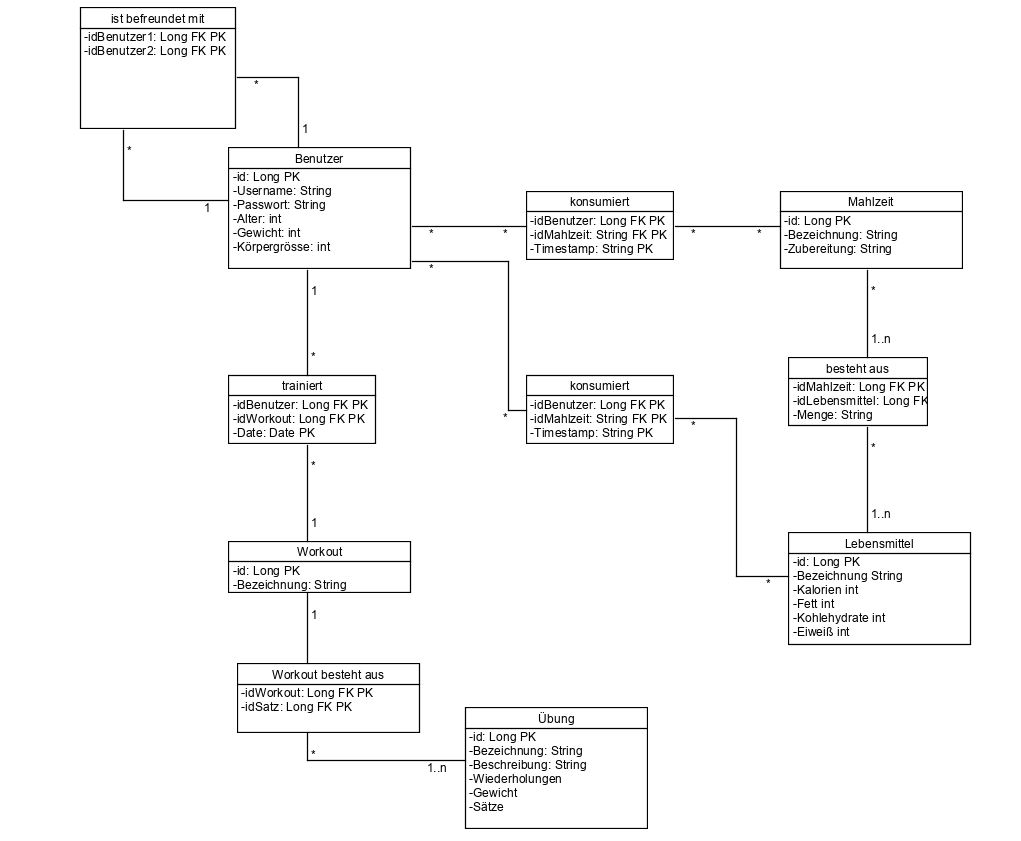 ist befreundet mit
-idBenutzer1: Long FK PK
-idBenutzer2: Long FK PK
*
1
*
1
Benutzer
-id: Long PK
-Username: String
-Passwort: String
-Alter: int
-Gewicht: int
-Körpergrösse: int
*
*
konsumiert
-idBenutzer: Long FK PK
-idMahlzeit: String FK PK
-Timestamp: String PK
*
*
Mahlzeit
-id: Long PK
-Bezeichnung: String
-Zubereitung: String
*
1
*
*
1..n
trainiert
-idBenutzer: Long FK PK
-idWorkout: Long FK PK
-Date: Date PK
*
konsumiert
-idBenutzer: Long FK PK
-idMahlzeit: String FK PK
-Timestamp: String PK
*
besteht aus
-idMahlzeit: Long FK PK
-idLebensmittel: Long FK
-Menge: String
*
*
1
1..n
Workout
-id: Long PK
-Bezeichnung: String
*
Lebensmittel
-id: Long PK
-Bezeichnung String
-Kalorien int
-Fett int
-Kohlehydrate int
-Eiweiß int
1
Workout besteht aus
-idWorkout: Long FK PK
-idSatz: Long FK PK
*
1..n
Übung
-id: Long PK
-Bezeichnung: String
-Beschreibung: String
-Wiederholungen
-Gewicht
-Sätze